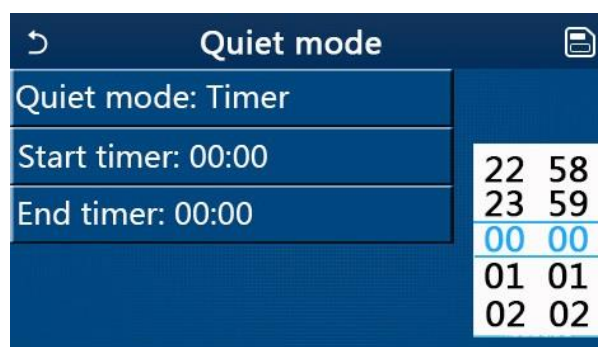 Quiet mode
Quiet mode: Timer
Start timer: 00:00
End timer: 00:00
22 58
23 59
00 00
01 01
02 02